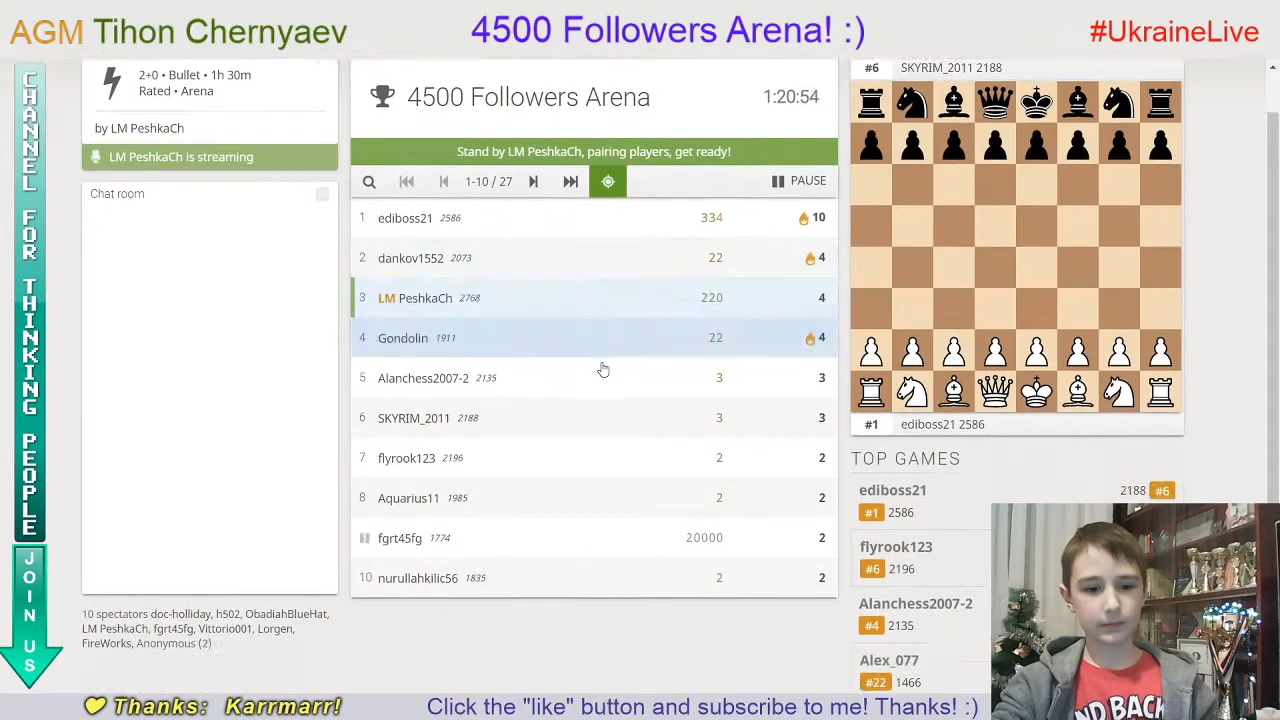 AGM Tihon Chernyaev
4500 Followers Arena! :)
#UkraineLive
CHANNEL FOR THINKING PEOPLE
JOIN US
2+0 • Bullet • 1h 30m
Rated • Arena
by LM PeshkaCh
LM PeshkaCh is streaming
Chat room
10 spectators doc-holliday, h502, ObadiahBlueHat,
LM PeshkaCh, fgrt45fg, Vittorio001, Lorgen,
FireWorks, Anonymous (2)
4500 Followers Arena 1:20:54
Stand by LM PeshkaCh, pairing players, get ready!
1-10 / 27 PAUSE
1 ediboss21 2586 334 10
2 dankov1552 2073 22 4
3 LM PeshkaCh 2768 220 4
4 Gondolin 1911 22 4
5 Alanchess2007-2 2135 3 3
6 SKYRIM_2011 2188 3 3
7 flyrook123 2196 2 2
8 Aquarius11 1985 2 2
fgrt45fg 1774 20000 2
10 nurullahkilic56 1835 2 2
#6 SKYRIM_2011 2188
#1 ediboss21 2586
TOP GAMES
ediboss21 2188 #6
#1 2586
flyrook123
#6 2196
Alanchess2007-2
#4 2135
Alex_077
#22 1466
ND BACK
Thanks: Karrmarr!
Click the "like" button and subscribe to me! Thanks! :)